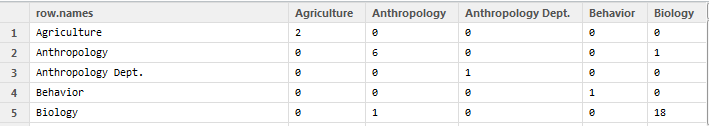 row.names Agriculture Anthropology Anthropology Dept. Behavior Biology
1 Agriculture 2 0 0 0 0
2 Anthropology 0 6 0 0 1
3 Anthropology Dept. 0 0 1 0 0
4 Behavior 0 0 0 1 0
5 Biology 0 1 0 0 18